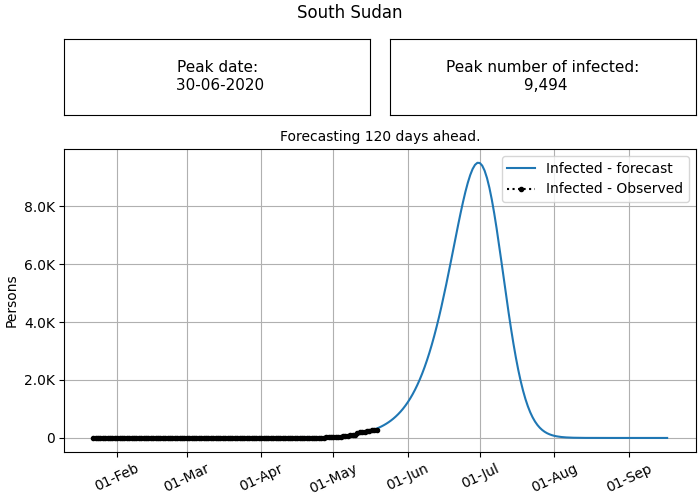 South Sudan
Peak date:
30-06-2020
Peak number of infected:
9,494
Forecasting 120 days ahead.
Infected - forecast
Infected - Observed
8.0K
6.0K
4.0K
2.0K
0
Persons
01-Feb
01-Mar
01-Apr
01-May
01-Jun
01-Jul
01-Aug
01-Sep